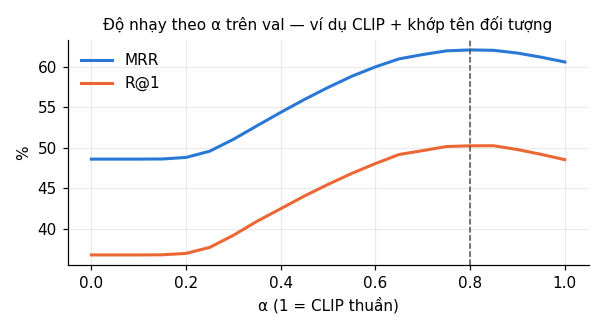 Độ nhạy theo α trên val — ví dụ CLIP + khớp tên đối tượng
MRR
R@1
%
60
55
50
45
40
0.0 0.2 0.4 0.6 0.8 1.0
α (1 = CLIP thuần)